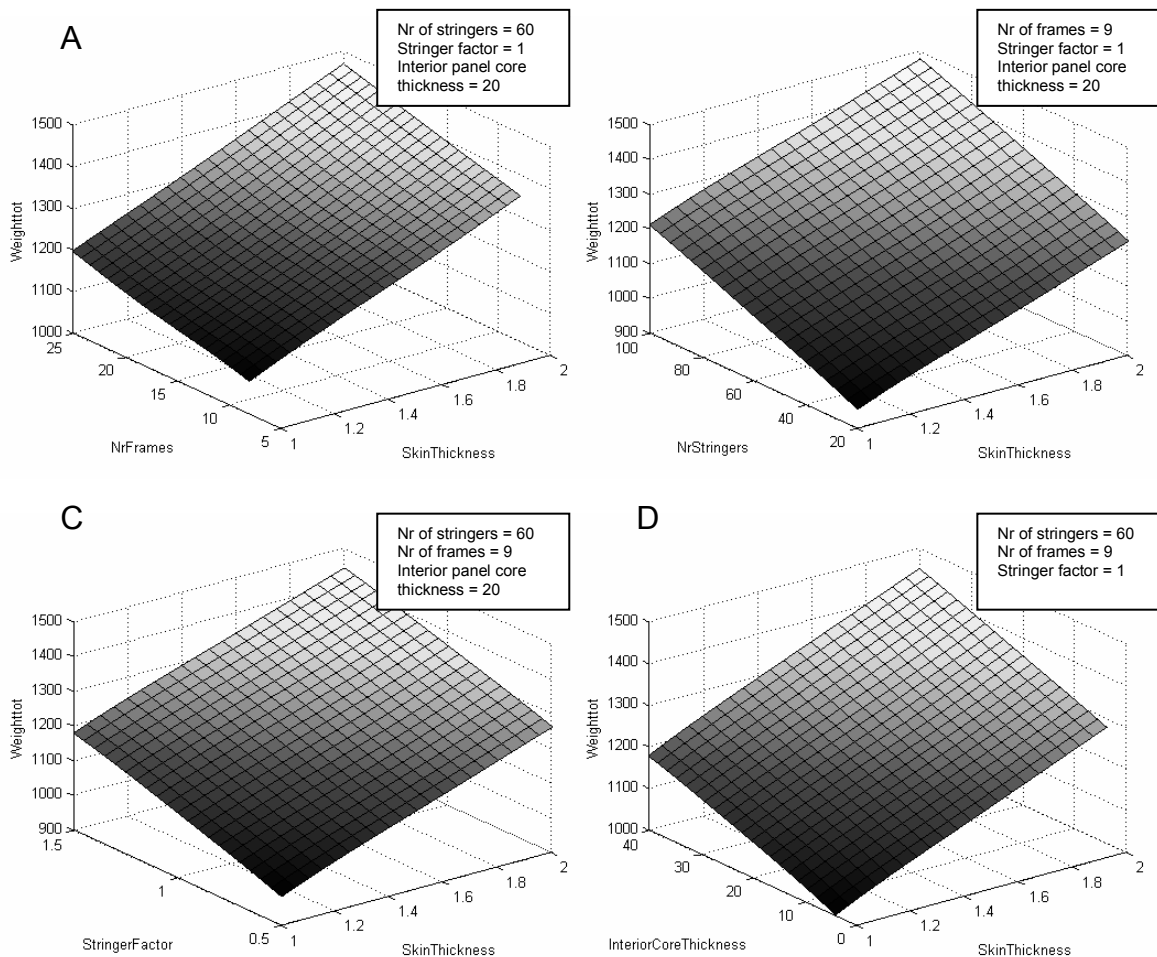 A
Nr of stringers = 60
Stringer factor = 1
Interior panel core
thickness = 20
1500
1400
1300
1200
1100
1000
Weighttot
25
20
15
10
5
NrFrames
1
1.2
1.4
1.6
1.8
2
SkinThickness
Nr of frames = 9
Stringer factor = 1
Interior panel core
thickness = 20
1500
1400
1300
1200
1100
1000
900
Weighttot
100
80
60
40
20
NrStringers
1
1.2
1.4
1.6
1.8
2
SkinThickness
C
Nr of stringers = 60
Nr of frames = 9
Interior panel core
thickness = 20
1500
1400
1300
1200
1100
1000
900
Weighttot
1.5
1
0.5
StringerFactor
1
1.2
1.4
1.6
1.8
2
SkinThickness
D
Nr of stringers = 60
Nr of frames = 9
Stringer factor = 1
1500
1400
1300
1200
1100
1000
Weighttot
40
30
20
10
0
InteriorCoreThickness
1
1.2
1.4
1.6
1.8
2
SkinThickness